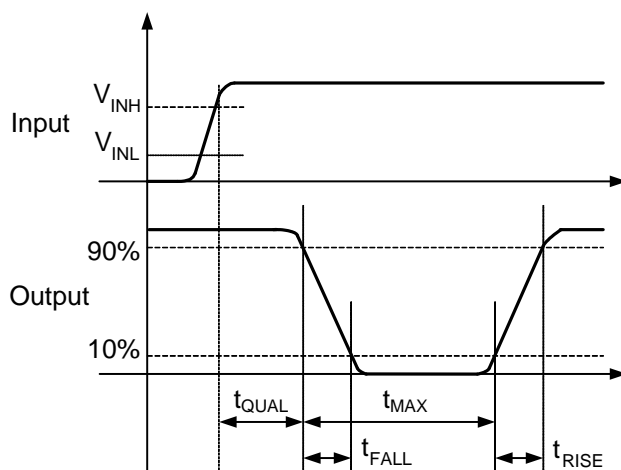 V_INH
Input
V_INL
90%
Output
10%
t_QUAL
t_MAX
t_FALL
t_RISE